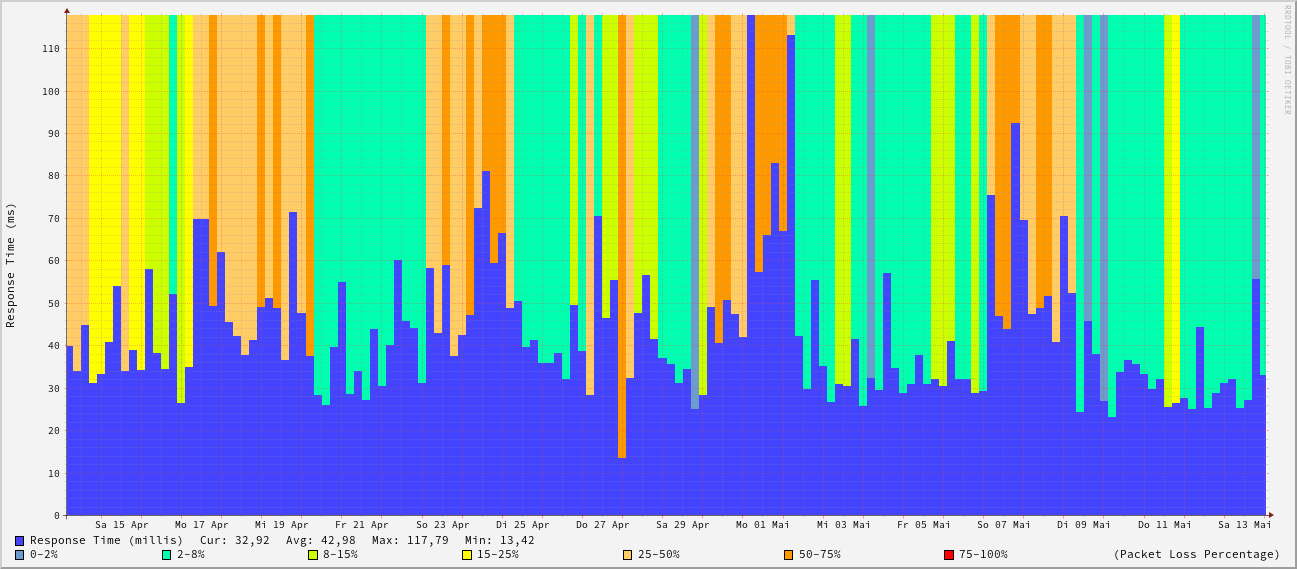 RRDTOOL / TOBI OETIKER
Response Time (ms)
110
100
90
80
70
60
50
40
30
20
10
0
Sa 15 Apr Mo 17 Apr Mi 19 Apr Fr 21 Apr So 23 Apr Di 25 Apr Do 27 Apr Sa 29 Apr Mo 01 Mai Mi 03 Mai Fr 05 Mai So 07 Mai Di 09 Mai Do 11 Mai Sa 13 Mai
Response Time (millis) Cur: 32,92 Avg: 42,98 Max: 117,79 Min: 13,42
0-2% 2-8% 8-15% 15-25% 25-50% 50-75% 75-100% (Packet Loss Percentage)